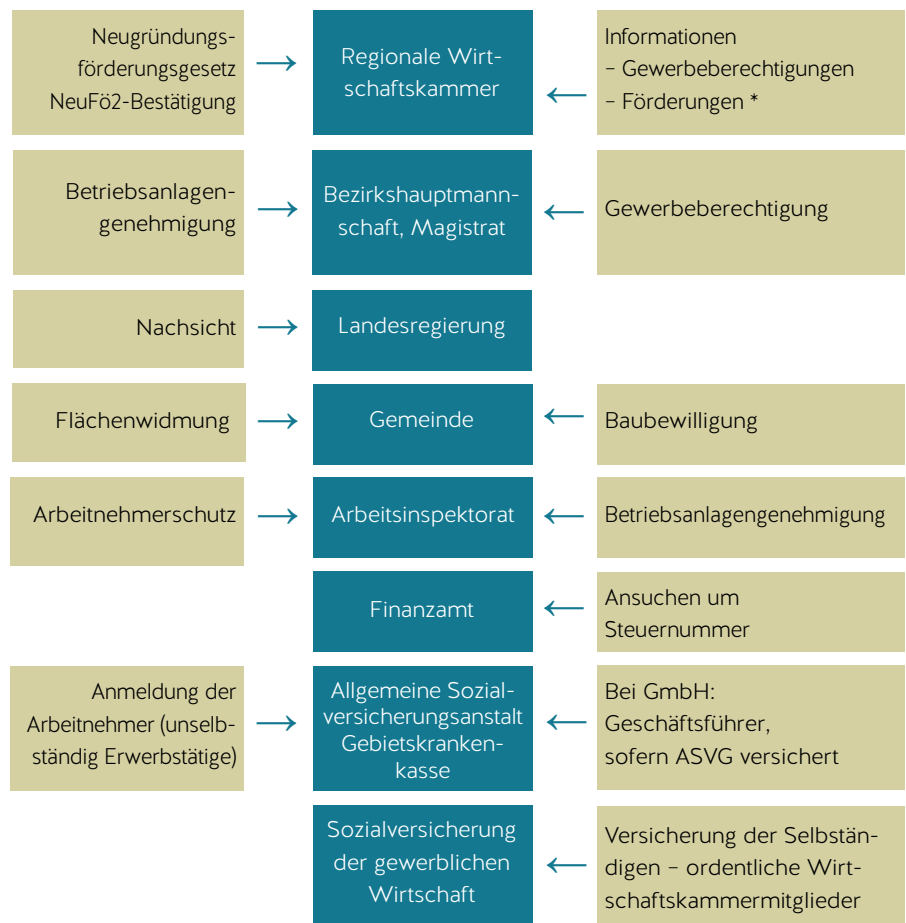 Neugründungs-
förderungsgesetz
NeuFö2-Bestätigung
→
Regionale Wirt-
schaftskammer
←
Informationen
– Gewerbeberechtigungen
– Förderungen *
Betriebsanlagen-
genehmigung
→
Bezirkshauptmann-
schaft, Magistrat
←
Gewerbeberechtigung
Nachsicht
→
Landesregierung
Flächenwidmung
→
Gemeinde
←
Baubewilligung
Arbeitnehmerschutz
→
Arbeitsinspektorat
←
Betriebsanlagengenehmigung
Finanzamt
←
Ansuchen um
Steuernummer
Anmeldung der
Arbeitnehmer (unselb-
ständig Erwerbstätige)
→
Allgemeine Sozial-
versicherungsanstalt
Gebietskranken-
kasse
←
Bei GmbH:
Geschäftsführer,
sofern ASVG versichert
Sozialversicherung
der gewerblichen
Wirtschaft
←
Versicherung der Selbstän-
digen – ordentliche Wirt-
schaftskammermitglieder